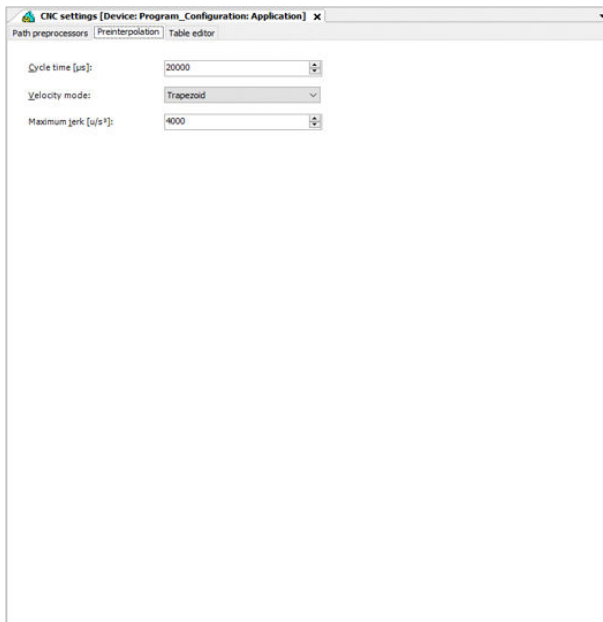 CNC settings [Device: Program_Configuration: Application]
Path preprocessors Preinterpolation Table editor
Cycle time [µs]: 20000
Velocity mode: Trapezoid
Maximum jerk [u/s³]: 4000